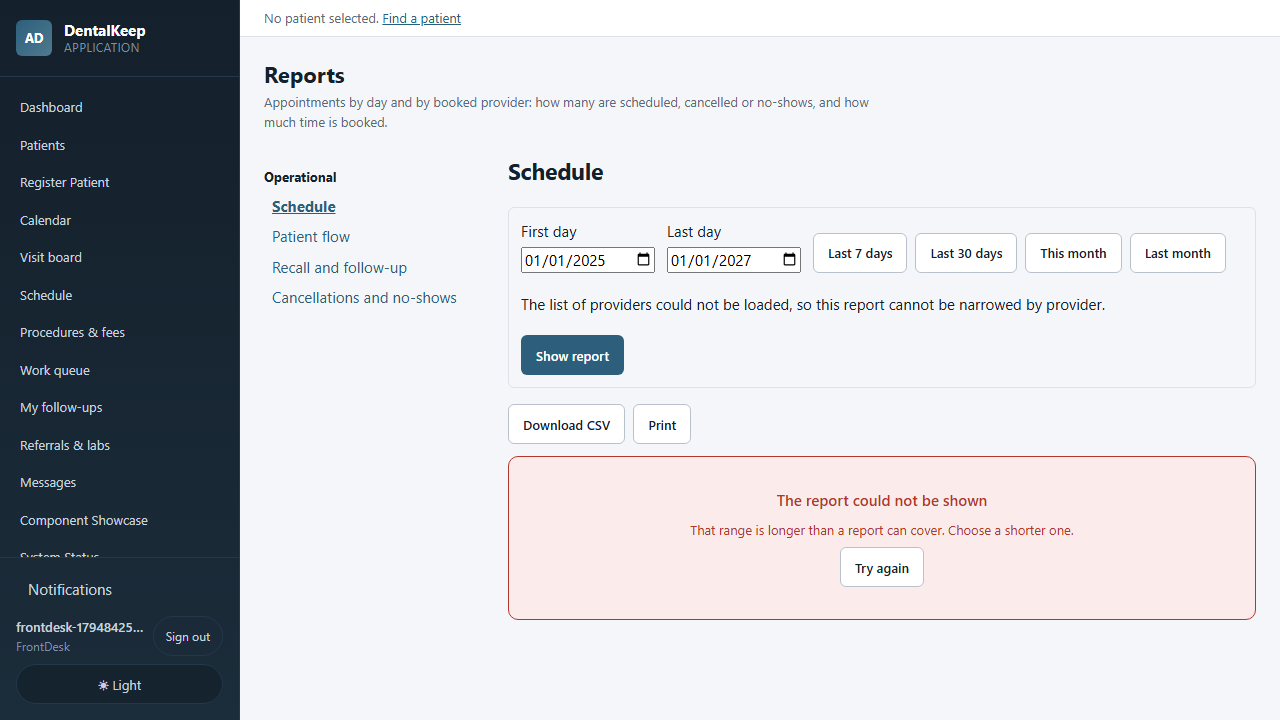 AD
DentalKeep
APPLICATION
Dashboard
Patients
Register Patient
Calendar
Visit board
Schedule
Procedures & fees
Work queue
My follow-ups
Referrals & labs
Messages
Component Showcase
System Status
Notifications
frontdesk-17948425...
FrontDesk
Sign out
☀ Light
No patient selected. Find a patient
Reports
Appointments by day and by booked provider: how many are scheduled, cancelled or no-shows, and how
much time is booked.
Operational
Schedule
Patient flow
Recall and follow-up
Cancellations and no-shows
Schedule
First day
Last day
01/01/2025
01/01/2027
Last 7 days
Last 30 days
This month
Last month
The list of providers could not be loaded, so this report cannot be narrowed by provider.
Show report
Download CSV
Print
The report could not be shown
That range is longer than a report can cover. Choose a shorter one.
Try again